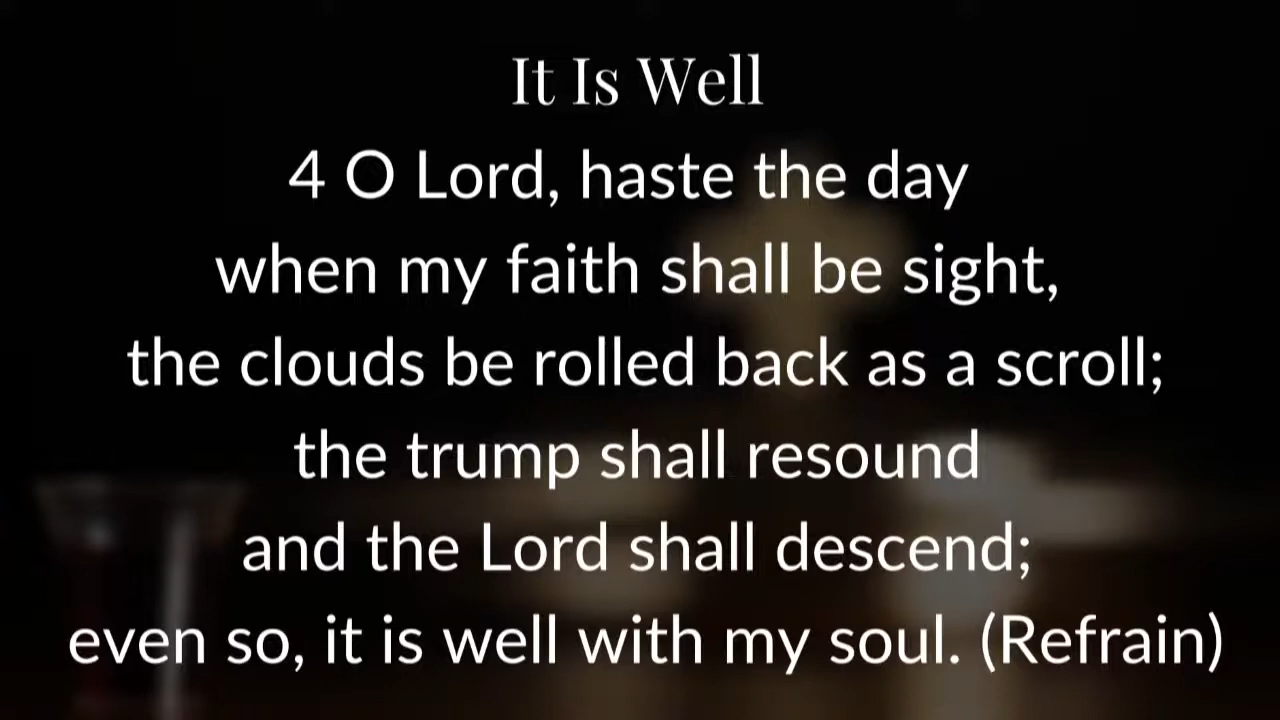 It Is Well
4 O Lord, haste the day
when my faith shall be sight,
the clouds be rolled back as a scroll;
the trump shall resound
and the Lord shall descend;
even so, it is well with my soul. (Refrain)